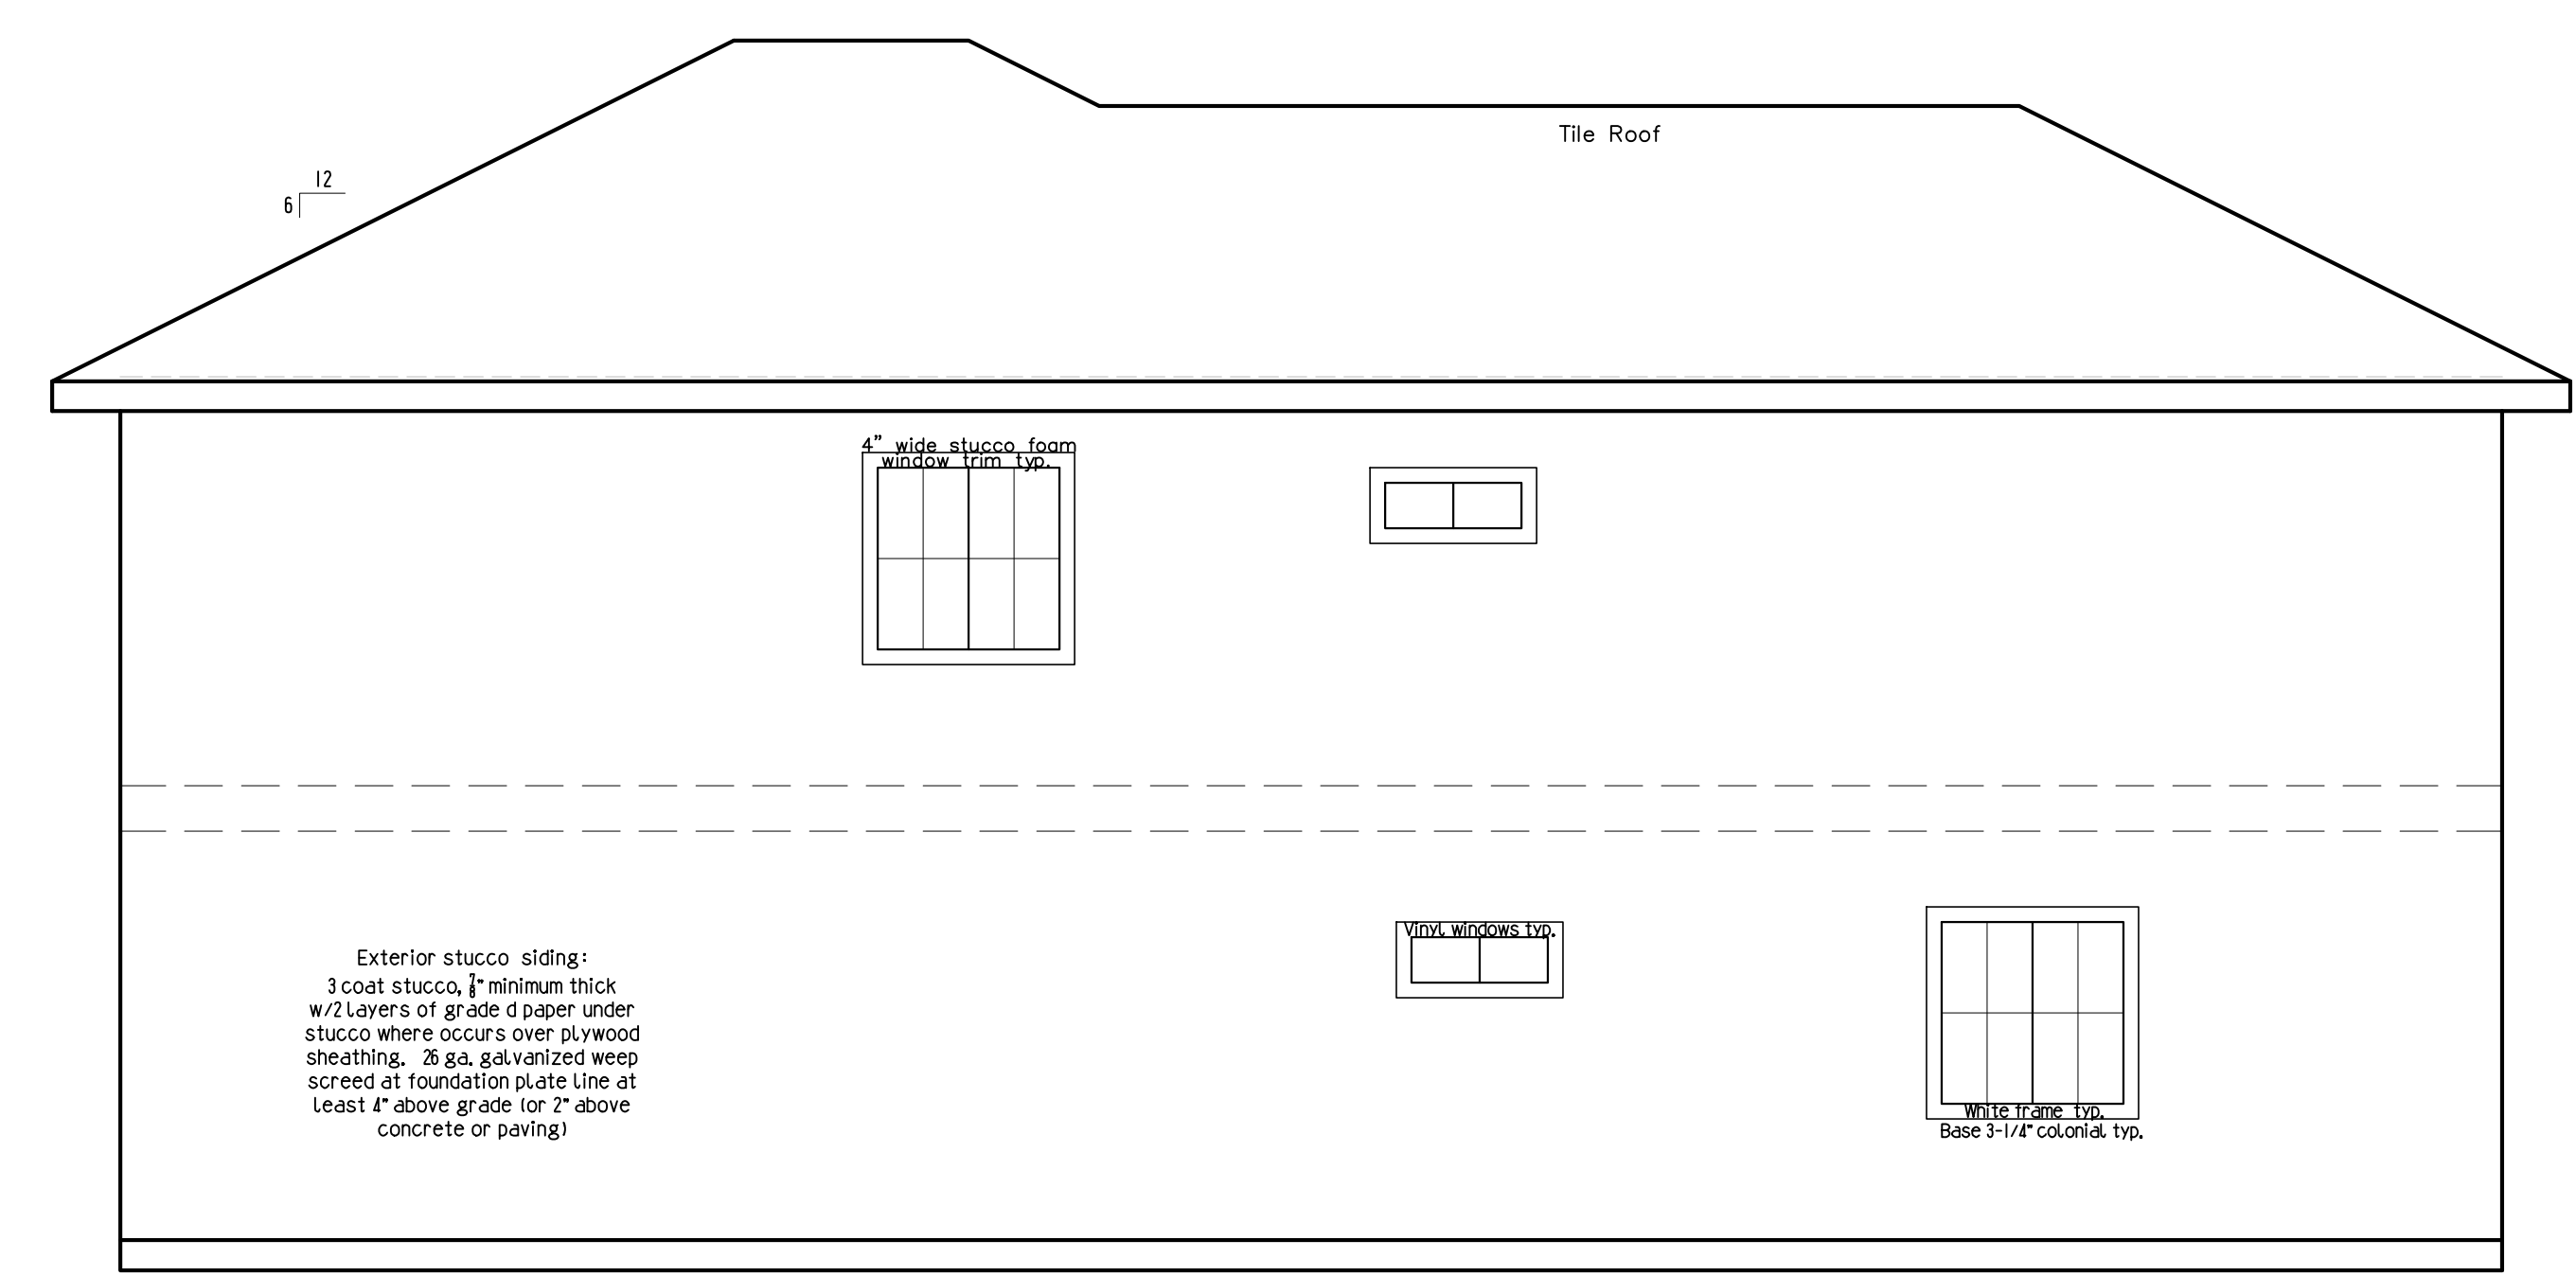 Tile Roof
12
6
4" wide stucco foam
window trim typ.
Vinyl windows typ.
Exterior stucco siding:
3 coat stucco, 7/8" minimum thick
w/2 layers of grade d paper under
stucco where occurs over plywood
sheathing. 26 ga. galvanized weep
screed at foundation plate line at
least 4" above grade (or 2" above
concrete or paving)
White frame typ.
Base 3-1/4" colonial typ.